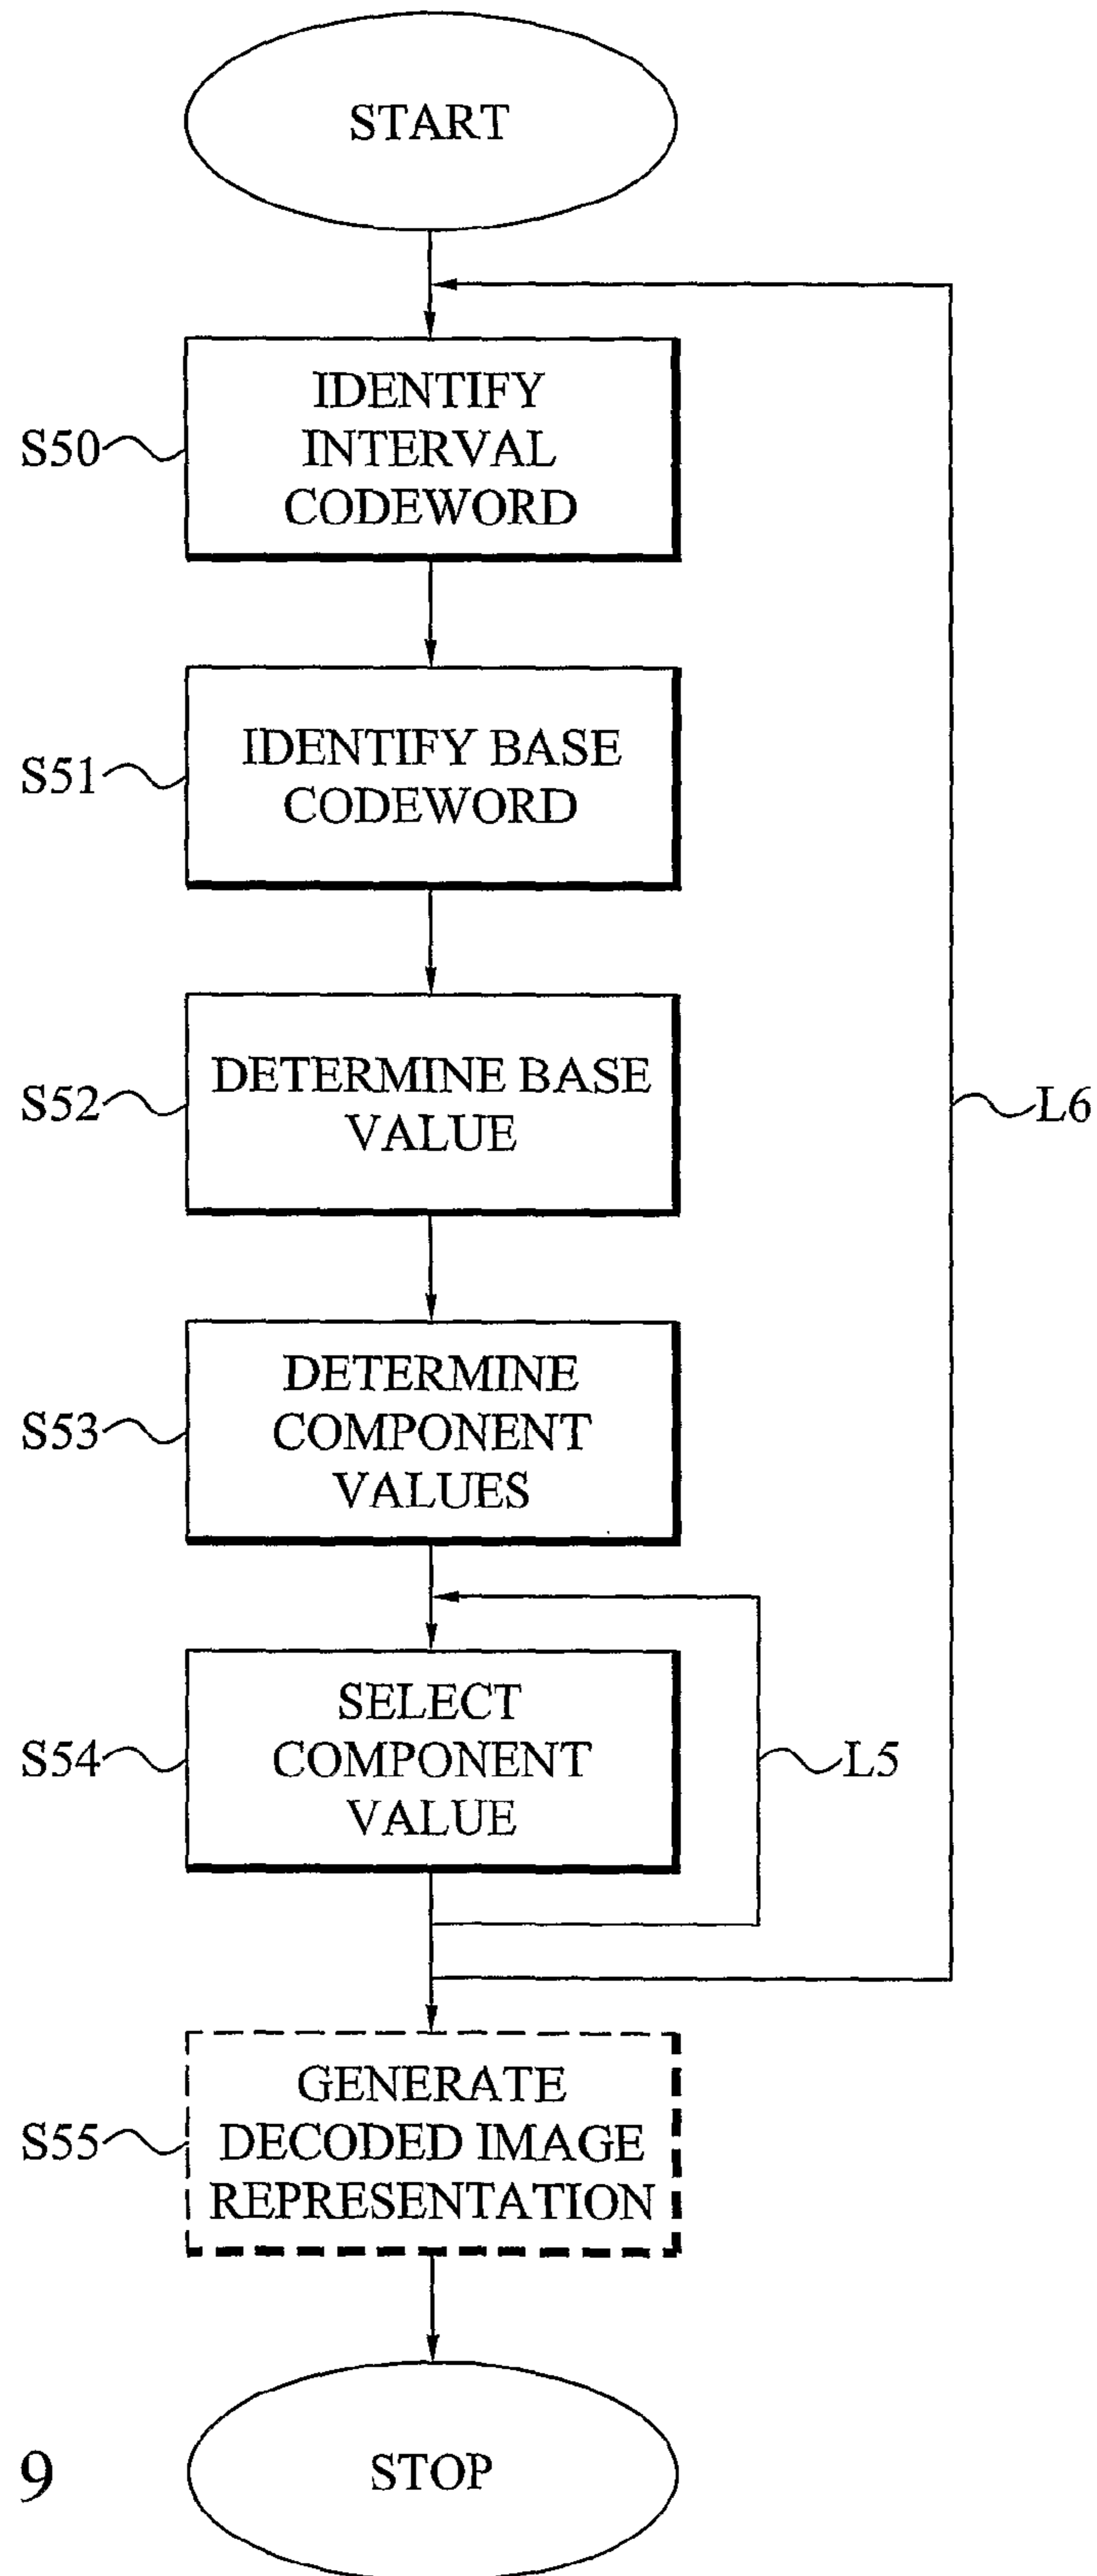 START
IDENTIFY
INTERVAL
CODEWORD
S50
IDENTIFY BASE
CODEWORD
S51
DETERMINE BASE
VALUE
S52
L6
DETERMINE
COMPONENT
VALUES
S53
SELECT
COMPONENT
VALUE
S54
L5
GENERATE
DECODED IMAGE
REPRESENTATION
S55
STOP
9